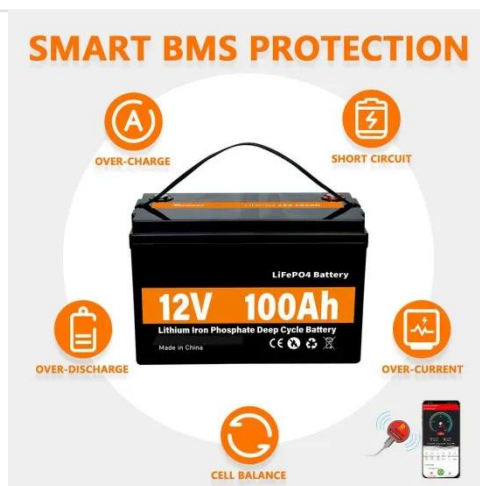 SMART BMS PROTECTION
OVER-CHARGE
SHORT CIRCUIT
LiFePO4 Battery
12V 100Ah
Lithium Iron Phosphate Deep Cycle Battery
Made in China
CE
OVER-DISCHARGE
OVER-CURRENT
CELL BALANCE